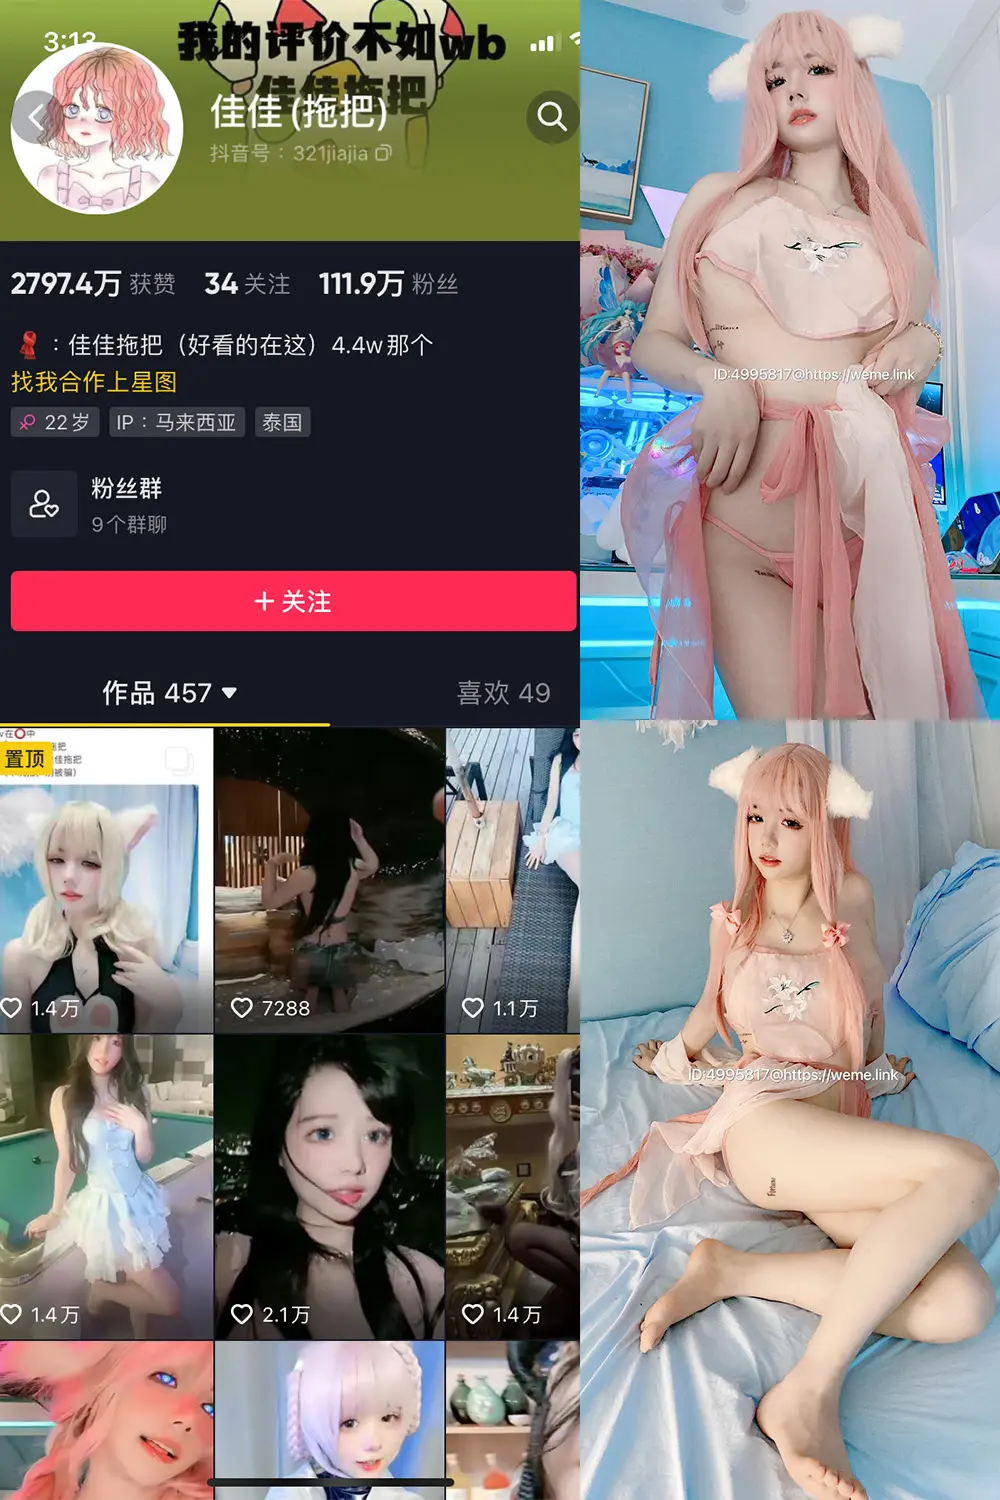 3:13
我的评价不如wb
佳佳拖把
佳佳(拖把)
抖音号：321jiajia
2797.4万 获赞 34 关注 111.9万 粉丝
：佳佳拖把（好看的在这）4.4w那个
找我合作上星图
22岁 IP：马来西亚 泰国
粉丝群
9个群聊
+ 关注
作品 457 喜欢 49
置顶
1.4万 7288 1.1万
1.4万 2.1万 1.4万
ID:4995817@https://weme.link
ID:4995817@https://weme.link